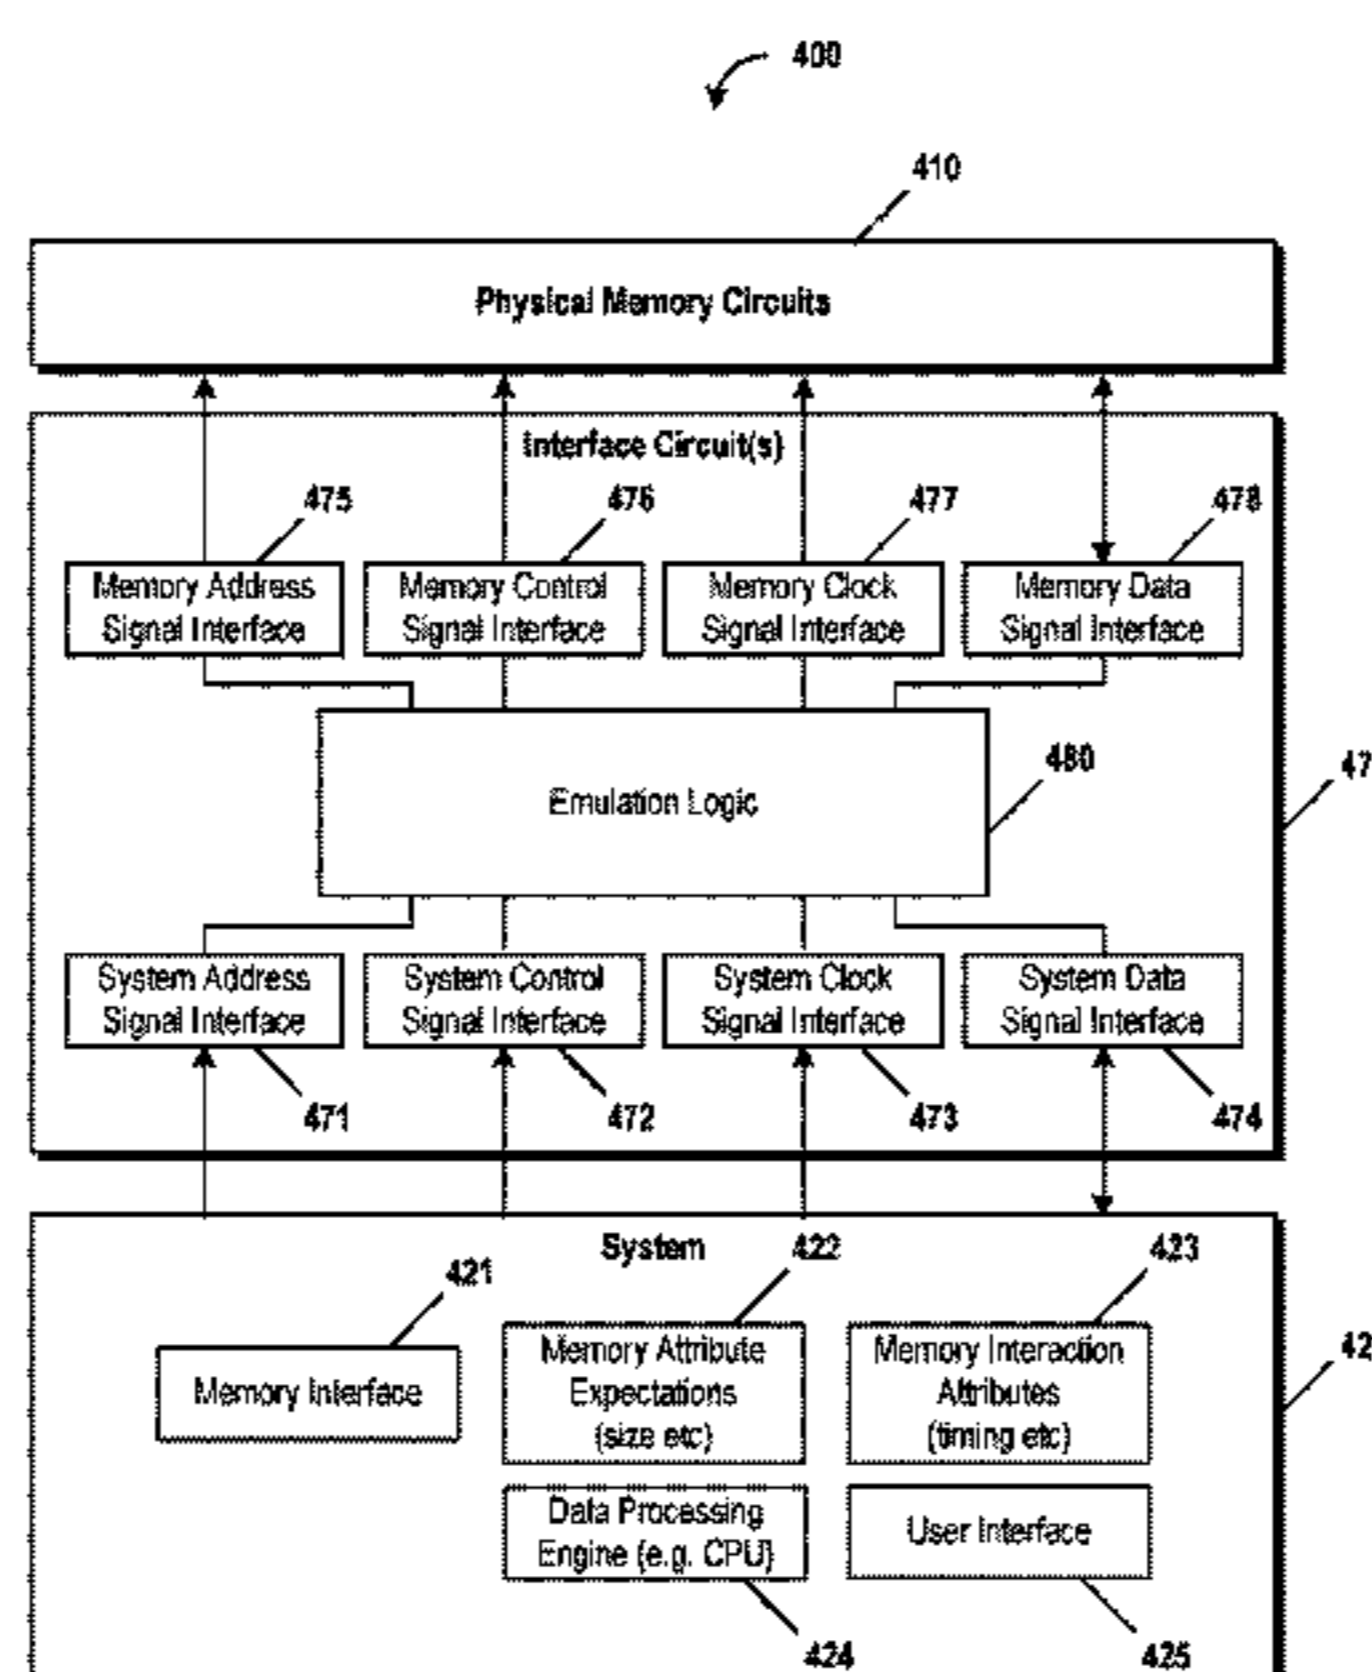 400
410
Physical Memory Circuits
Interface Circuit(s)
475
476
477
478
Memory Address
Signal Interface
Memory Control
Signal Interface
Memory Clock
Signal Interface
Memory Data
Signal Interface
480
47
Emulation Logic
System Address
Signal Interface
System Control
Signal Interface
System Clock
Signal Interface
System Data
Signal Interface
471
472
473
474
System
421
422
423
42
Memory Interface
Memory Attribute
Expectations
(size etc)
Memory Interaction
Attributes
(timing etc)
Data Processing
Engine (e.g. CPU)
User Interface
424
425